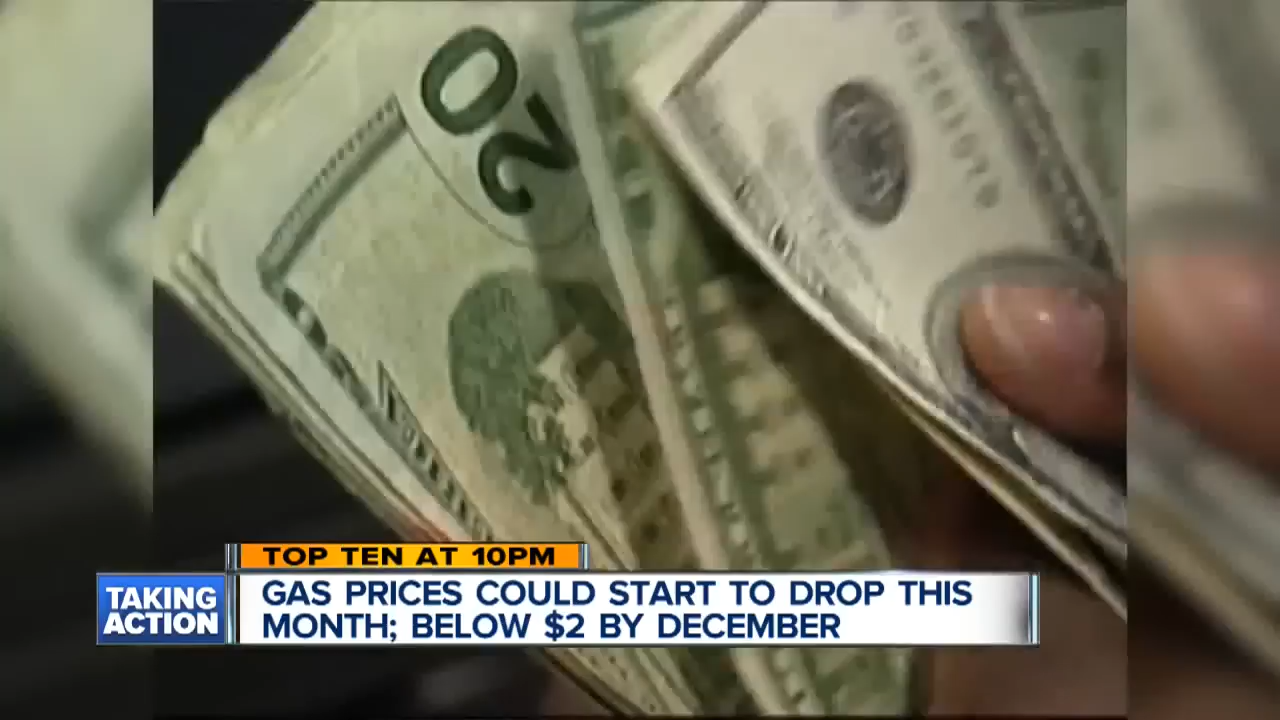 20
TOP TEN AT 10PM
TAKING
ACTION
GAS PRICES COULD START TO DROP THIS
MONTH; BELOW $2 BY DECEMBER